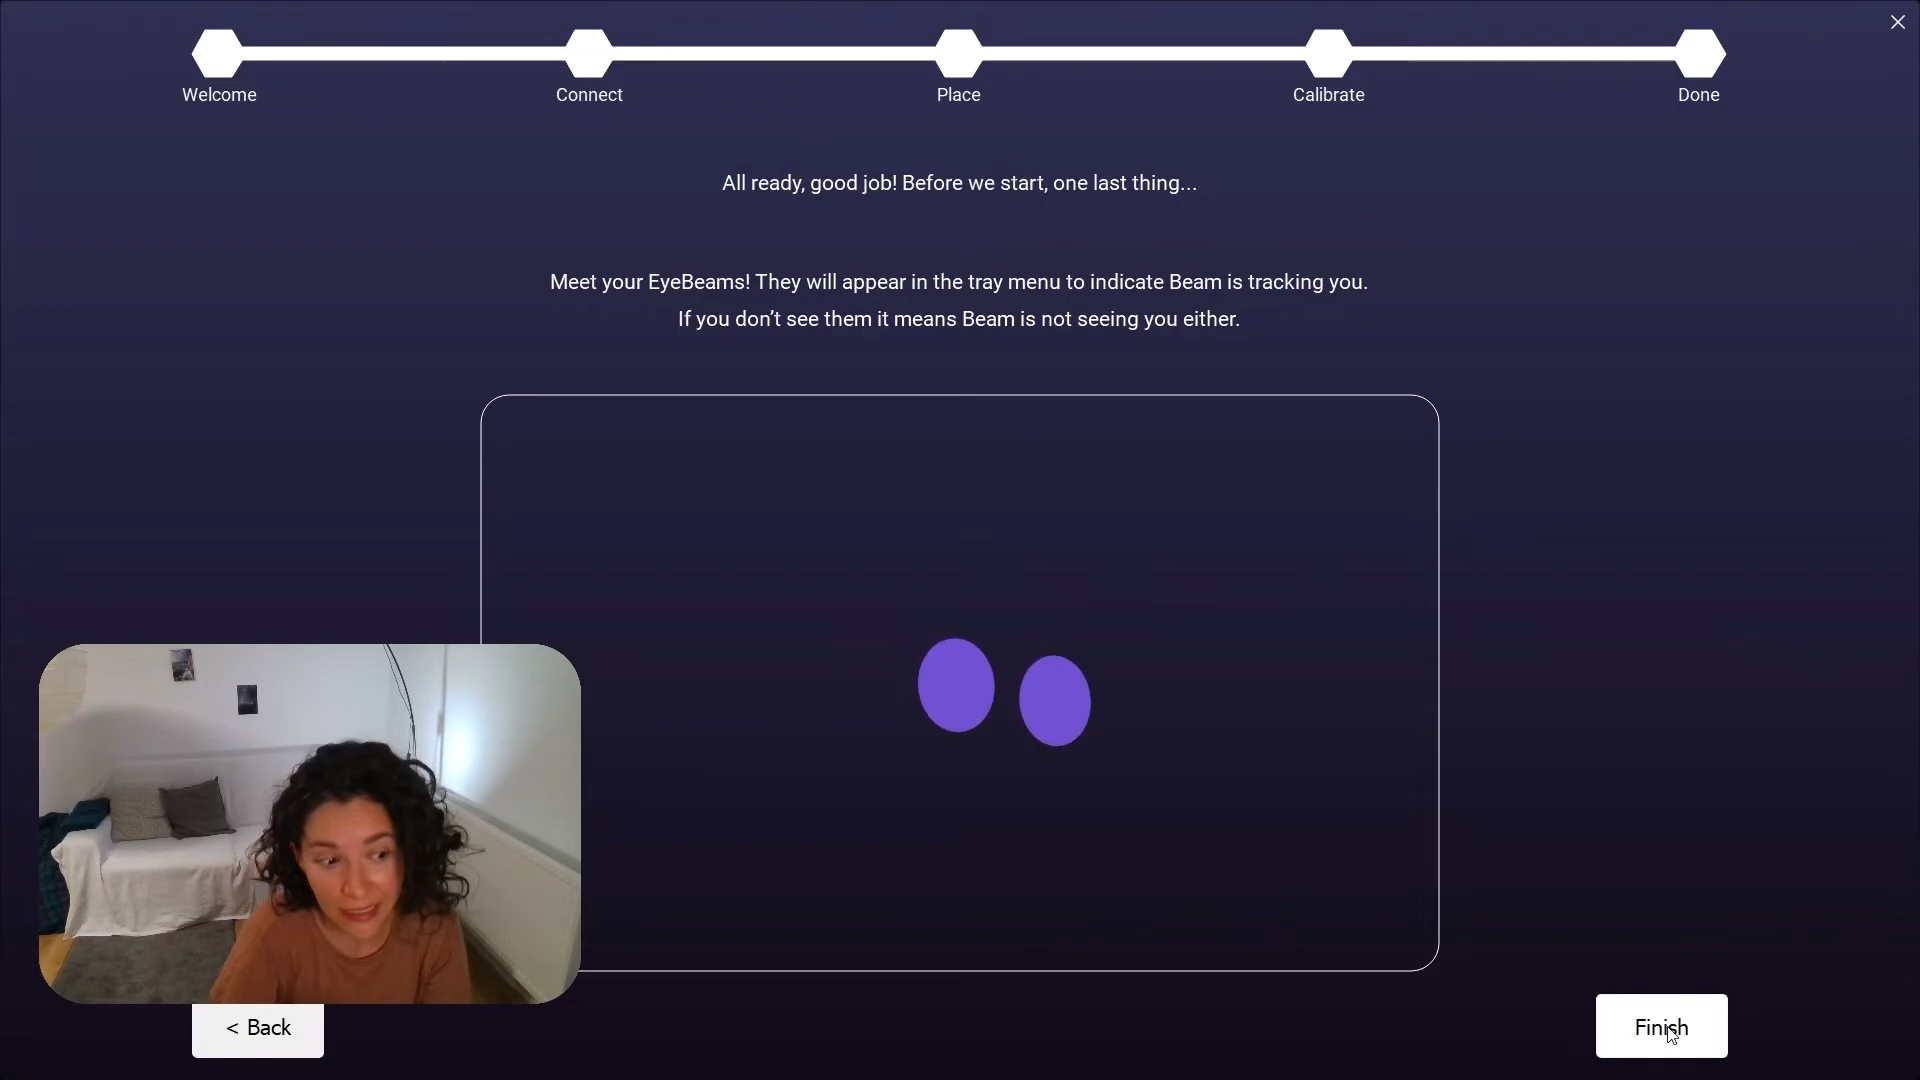 Welcome
Connect
Place
Calibrate
Done
All ready, good job! Before we start, one last thing...
Meet your EyeBeams! They will appear in the tray menu to indicate Beam is tracking you.
If you don’t see them it means Beam is not seeing you either.
< Back
Finish